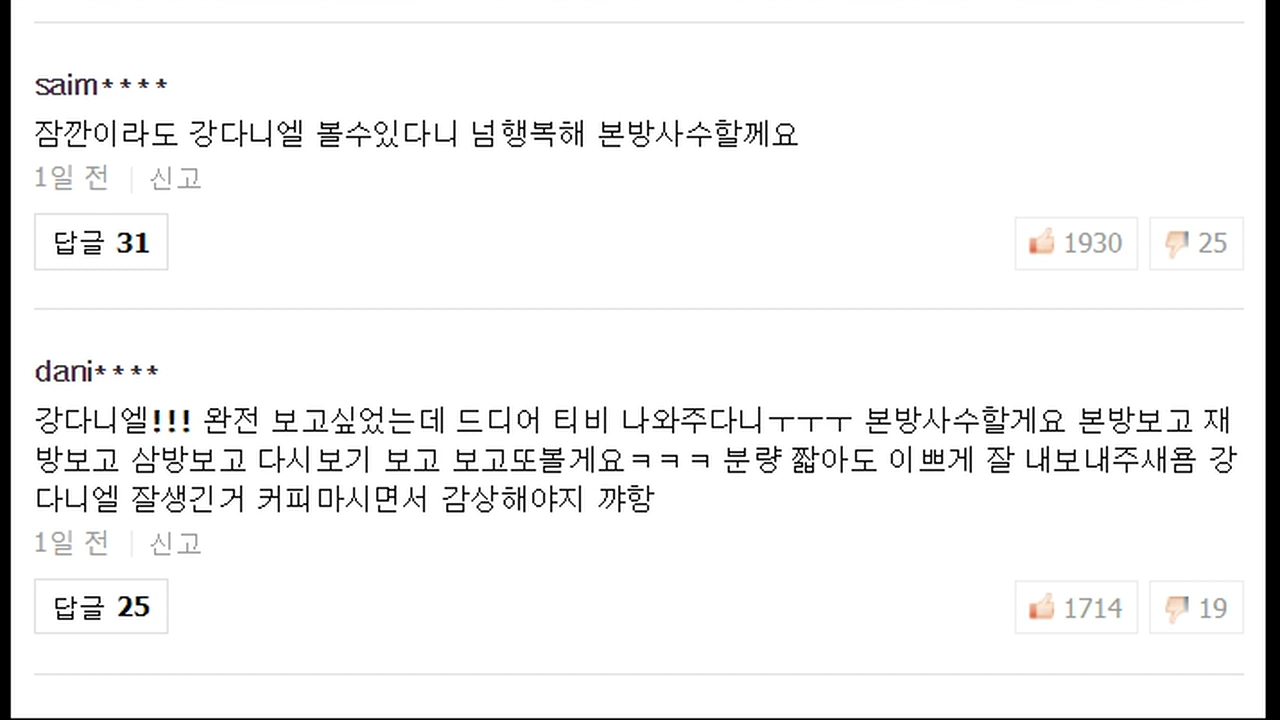 saim****
잠깐이라도 강다니엘 볼수있다니 넘행복해 본방사수할께요
1일 전 | 신고
답글 31
1930 25
dani****
강다니엘!!! 완전 보고싶었는데 드디어 티비 나와주다니ㅜㅜㅜ 본방사수할게요 본방보고 재
방보고 삼방보고 다시보기 보고 보고또볼게요ㅋㅋㅋ 분량 짧아도 이쁘게 잘 내보내주새욤 강
다니엘 잘생긴거 커피마시면서 감상해야지 꺄항
1일 전 | 신고
답글 25
1714 19